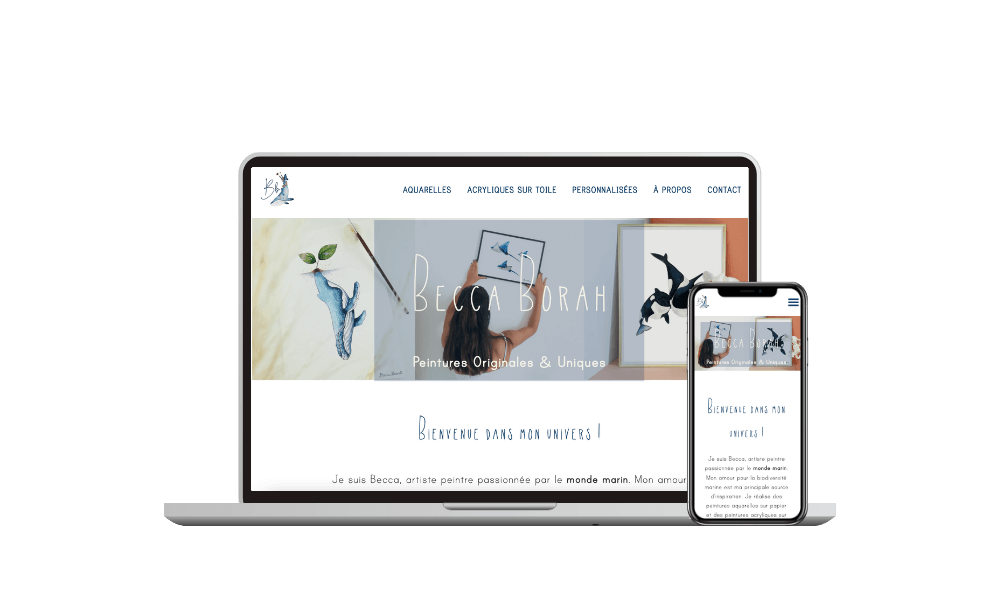 Bb
AQUARELLES ACRYLIQUES SUR TOILE PERSONNALISÉES À PROPOS CONTACT
BECCA BORAH
Peintures Originales & Uniques
BIENVENUE DANS MON UNIVERS !
Je suis Becca, artiste peintre passionnée par le monde marin. Mon amour
BECCA BORAH
Peintures Originales & Uniques
BIENVENUE DANS MON
UNIVERS !
Je suis Becca, artiste peintre
passionnée par le monde marin.
Mon amour pour la biodiversité
marine est ma principale source
d'inspiration. Je réalise des
peintures aquarelles sur papier
et des peintures acryliques sur